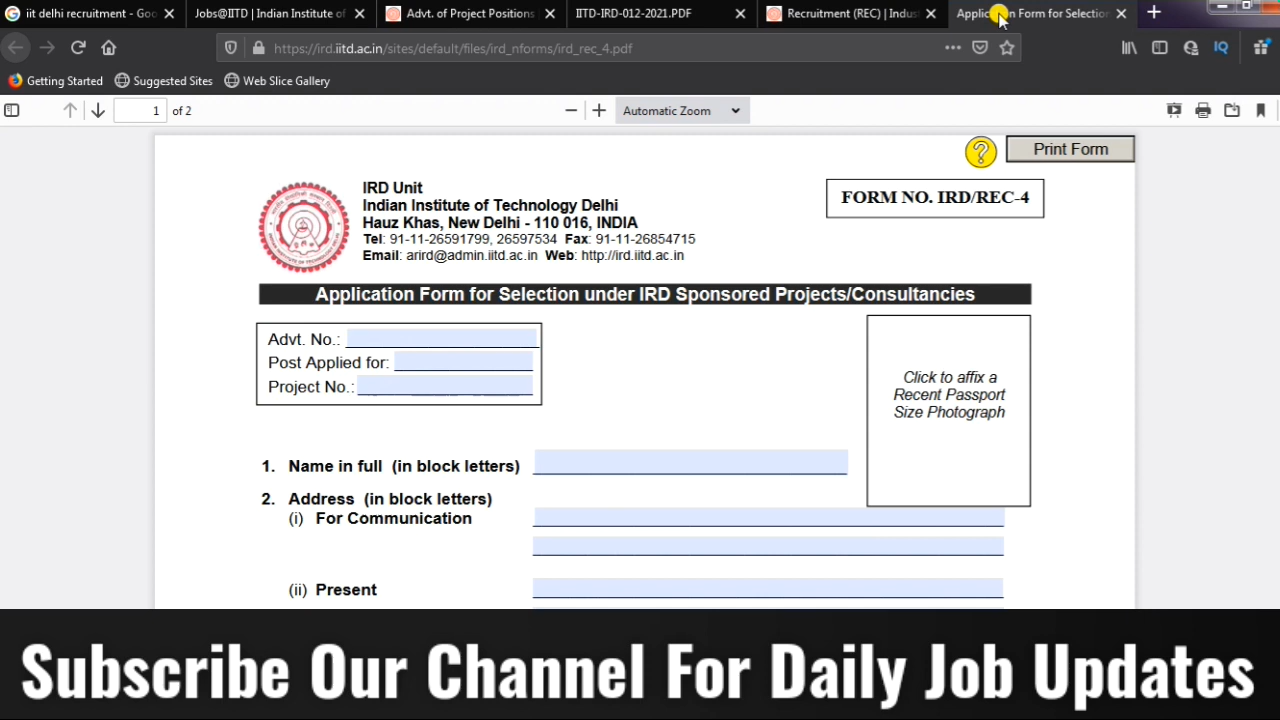 iit delhi recruitment - Goo
Jobs@IITD | Indian Institute of
Advt. of Project Positions
IITD-IRD-012-2021.PDF
Recruitment (REC) | Indus
Application Form for Selection
https://ird.iitd.ac.in/sites/default/files/ird_nforms/ird_rec_4.pdf
IQ
Getting Started
Suggested Sites
Web Slice Gallery
1 of 2
Automatic Zoom
?
Print Form
IRD Unit
Indian Institute of Technology Delhi
Hauz Khas, New Delhi - 110 016, INDIA
Tel: 91-11-26591799, 26597534 Fax: 91-11-26854715
Email: arird@admin.iitd.ac.in Web: http://ird.iitd.ac.in
FORM NO. IRD/REC-4
Application Form for Selection under IRD Sponsored Projects/Consultancies
Advt. No.:
Post Applied for:
Project No.:
Click to affix a
Recent Passport
Size Photograph
1. Name in full (in block letters)
2. Address (in block letters)
(i) For Communication
(ii) Present
Subscribe Our Channel For Daily Job Updates